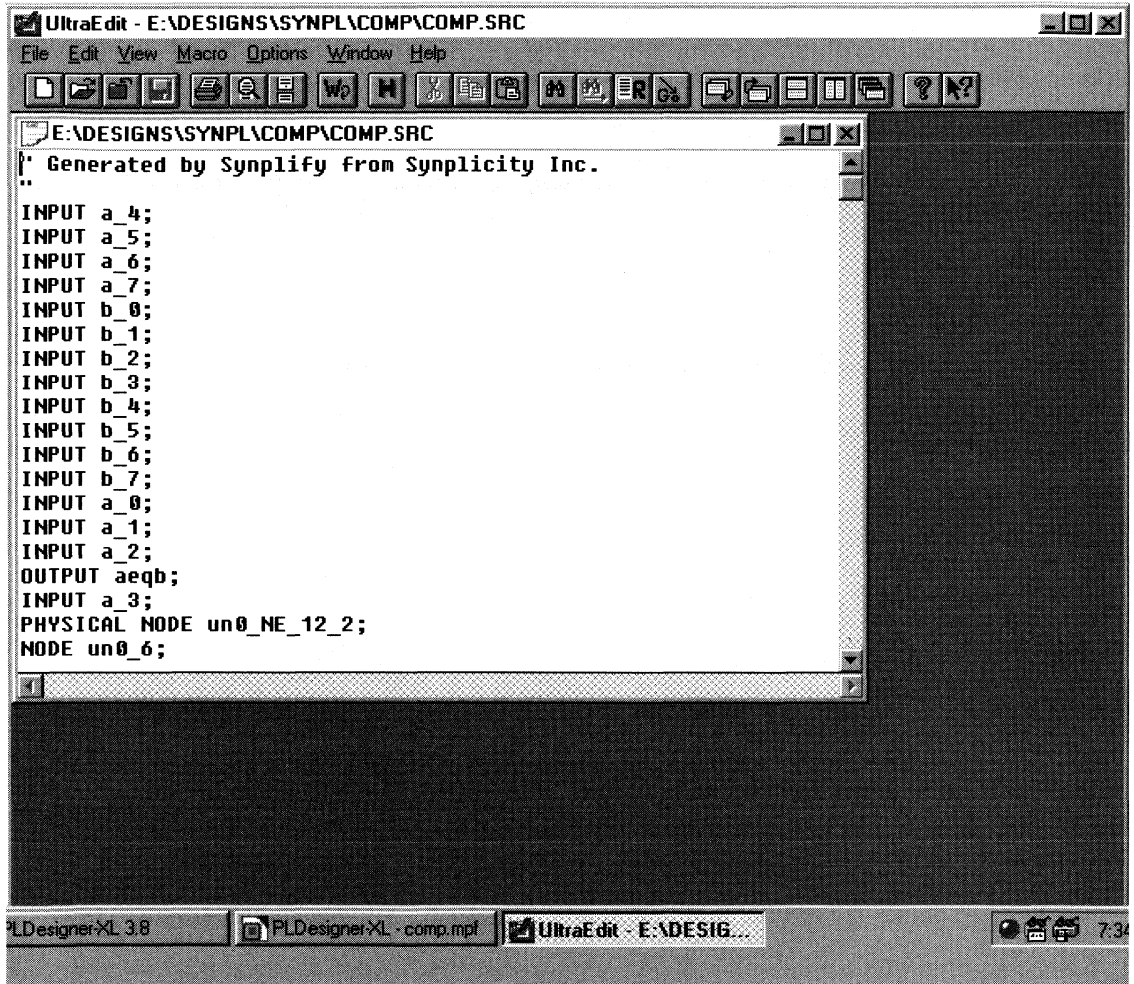 UltraEdit - E:\DESIGNS\SYNPL\COMP\COMP.SRC
File Edit View Macro Options Window Help
E:\DESIGNS\SYNPL\COMP\COMP.SRC
" Generated by Synplify from Synplicity Inc.
"
INPUT a_4;
INPUT a_5;
INPUT a_6;
INPUT a_7;
INPUT b_0;
INPUT b_1;
INPUT b_2;
INPUT b_3;
INPUT b_4;
INPUT b_5;
INPUT b_6;
INPUT b_7;
INPUT a_0;
INPUT a_1;
INPUT a_2;
OUTPUT aeqb;
INPUT a_3;
PHYSICAL NODE un0_NE_12_2;
NODE un0_6;
PLDesigner-XL 3.8 PLDesigner-XL - comp.mpf UltraEdit - E:\DESIG... 7:34